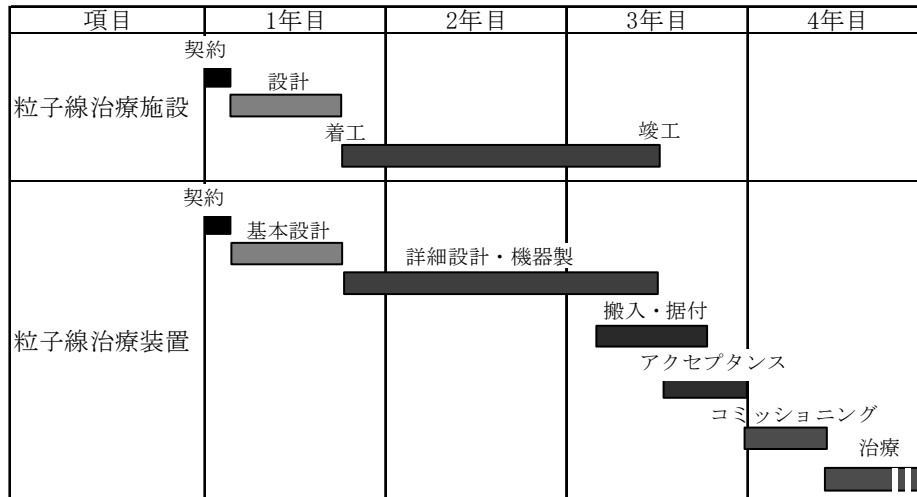 項目 1年目 2年目 3年目 4年目
契約
設計
粒子線治療施設
着工 竣工
契約
基本設計
詳細設計・機器製
搬入・据付
粒子線治療装置
アクセプタンス
コミッショニング
治療